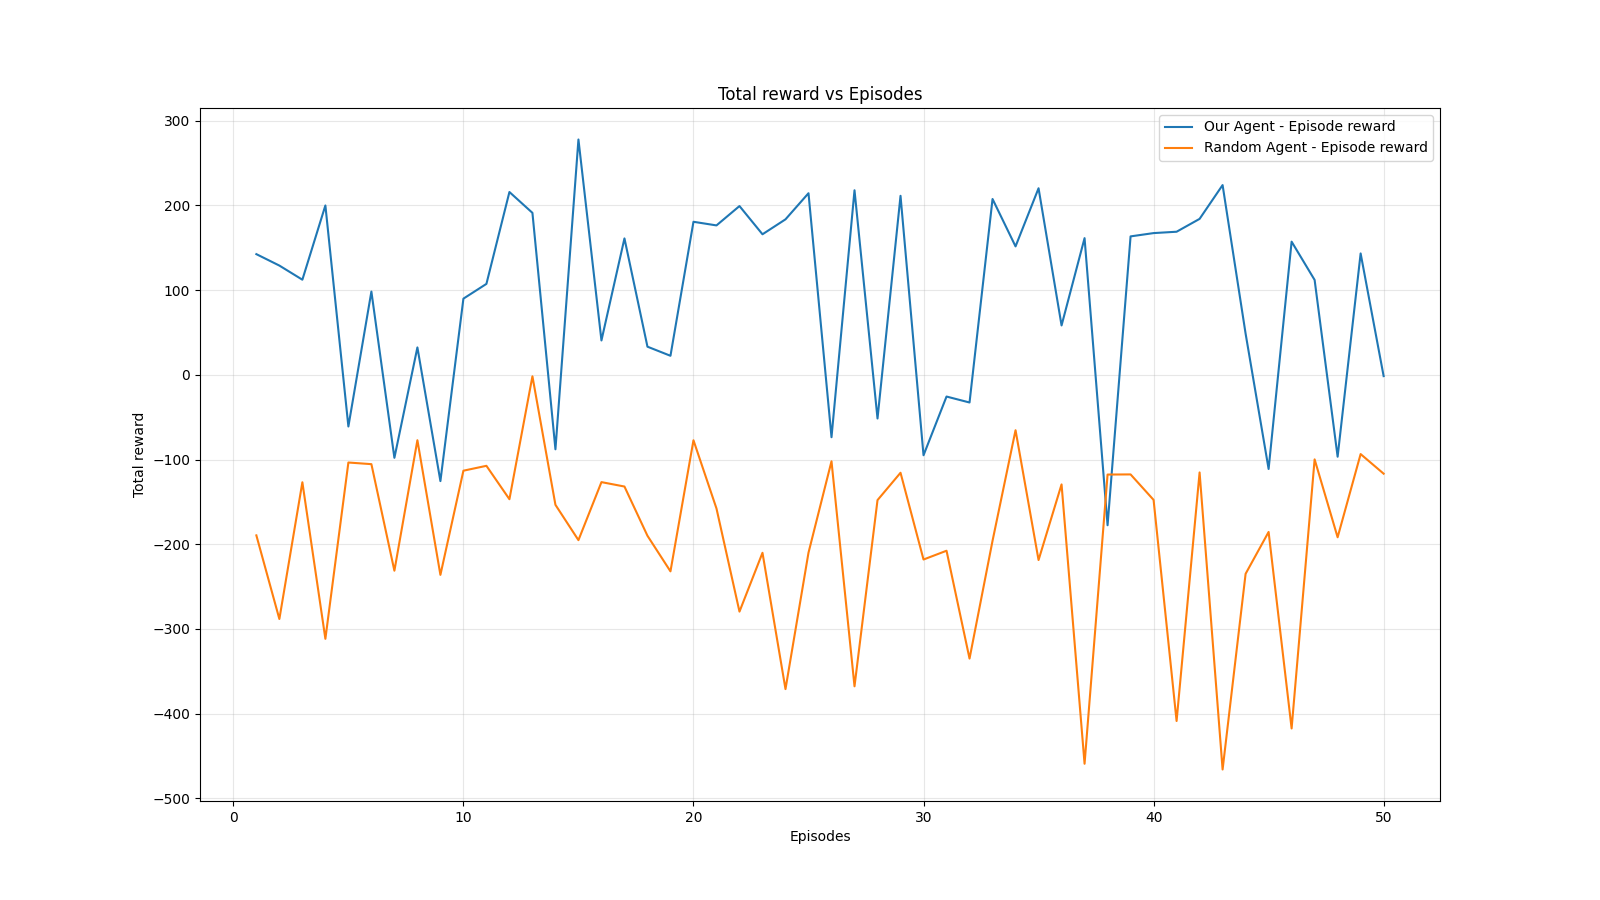 Total reward vs Episodes
300
200
100
0
−100
−200
−300
−400
−500
Total reward
Our Agent - Episode reward
Random Agent - Episode reward
0 10 20 30 40 50
Episodes